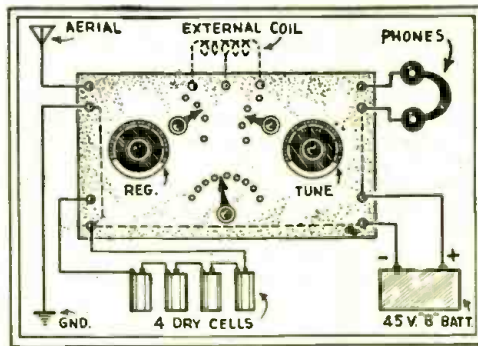 AERIAL
EXTERNAL COIL
PHONES
REG.
TUNE
- +
GND.
4 DRY CELLS
45 V. "B" BATT.